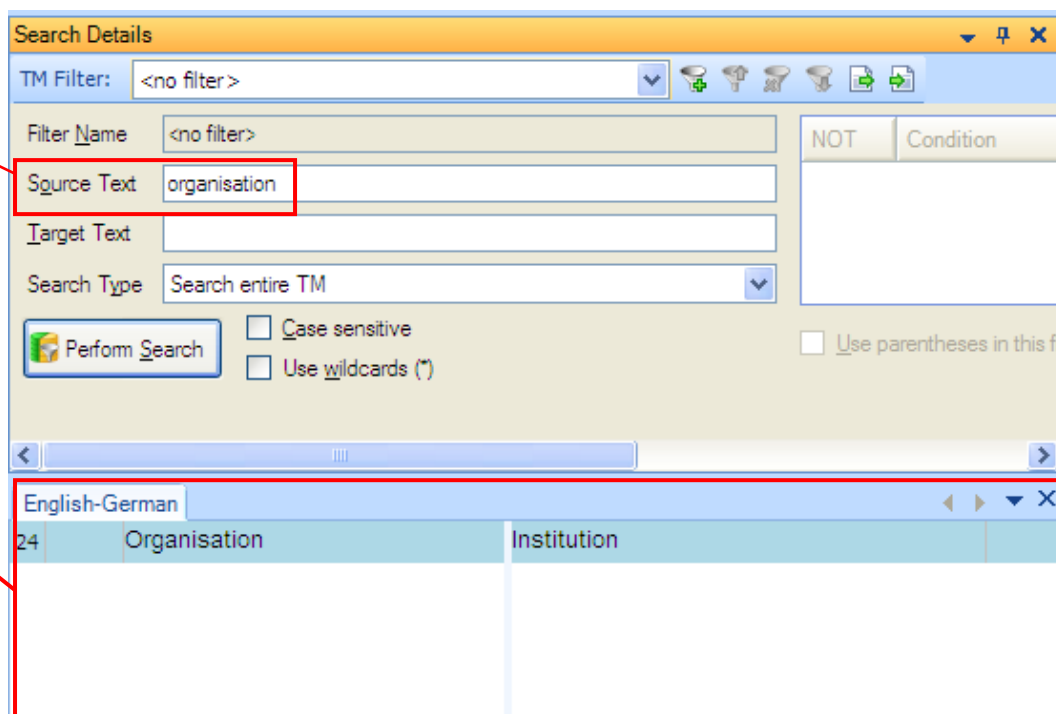 Search Details
TM Filter: <no filter>
Filter Name <no filter>
NOT Condition
Source Text organisation
Target Text
Search Type Search entire TM
Perform Search
Case sensitive
Use wildcards (*)
Use parentheses in this f
English-German
24 Organisation Institution